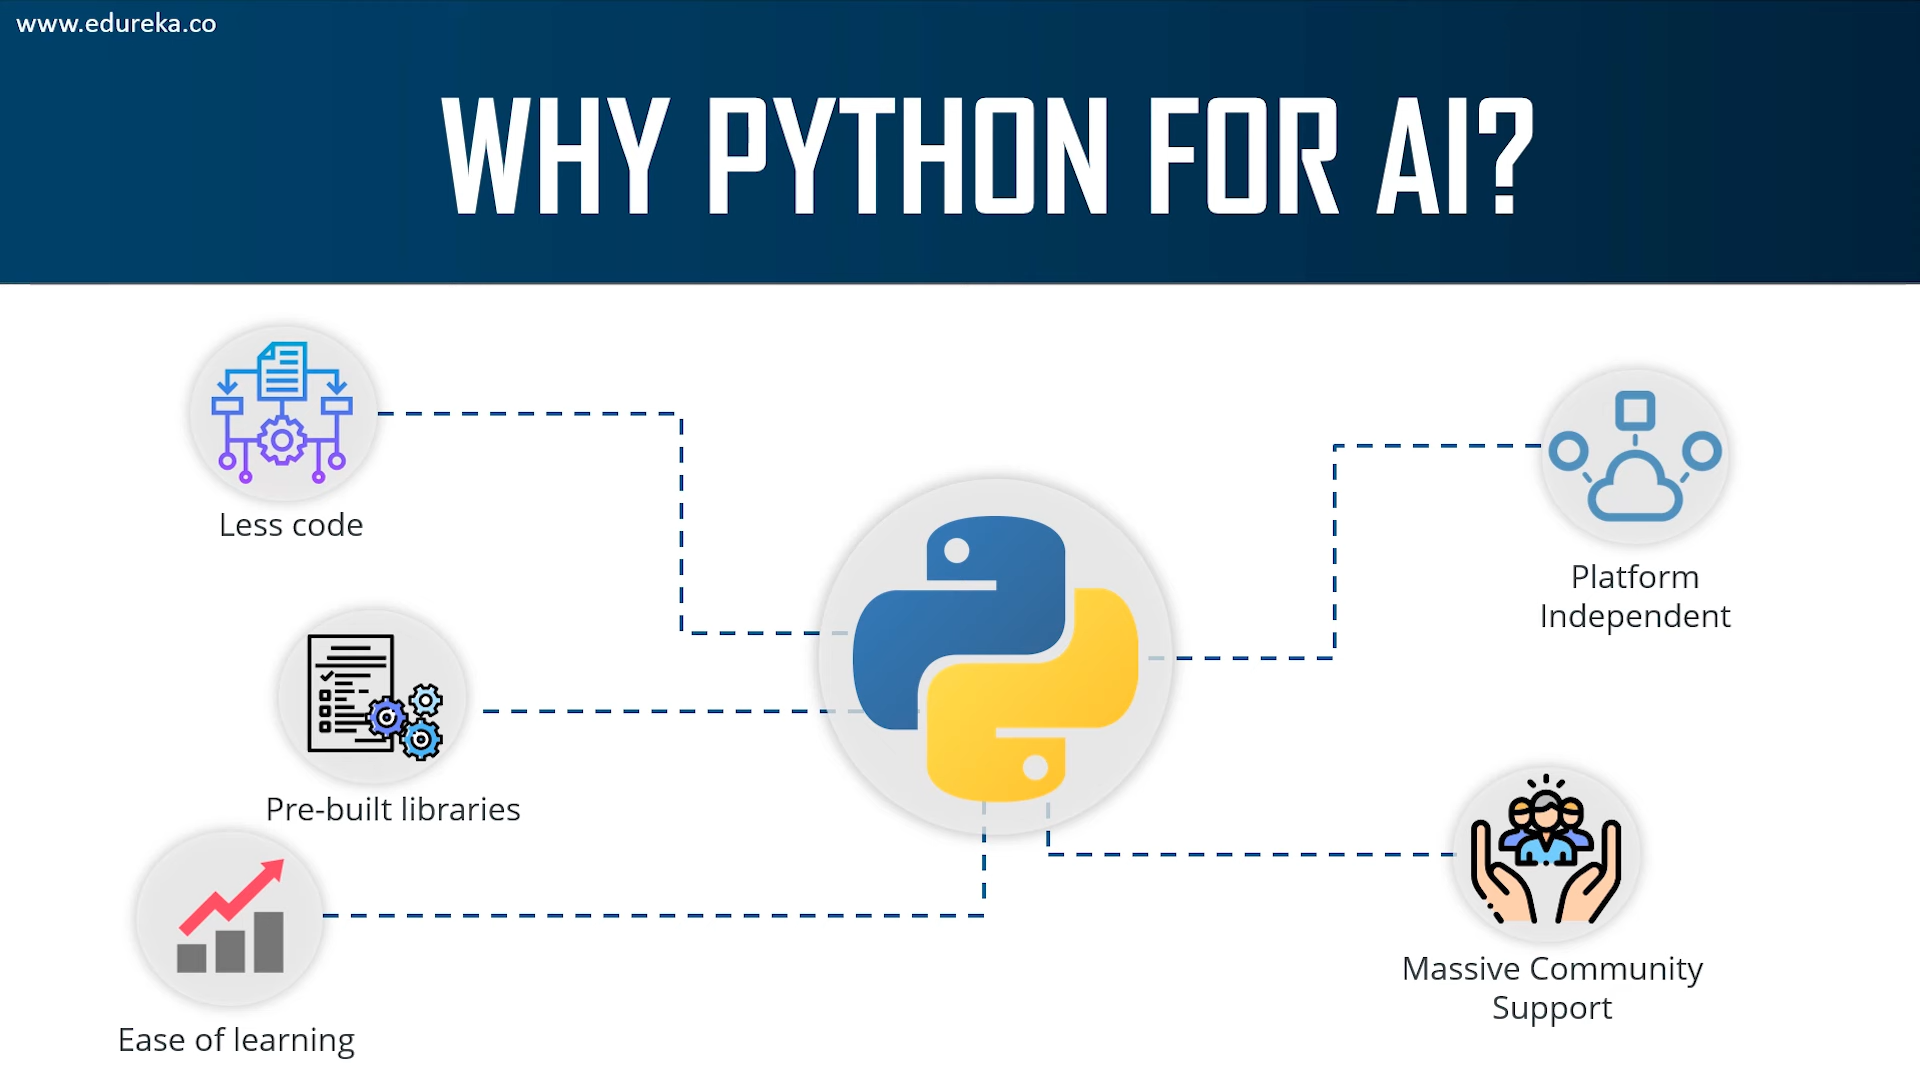 www.edureka.co
WHY PYTHON FOR AI?
Less code
Pre-built libraries
Ease of learning
Platform
Independent
Massive Community
Support